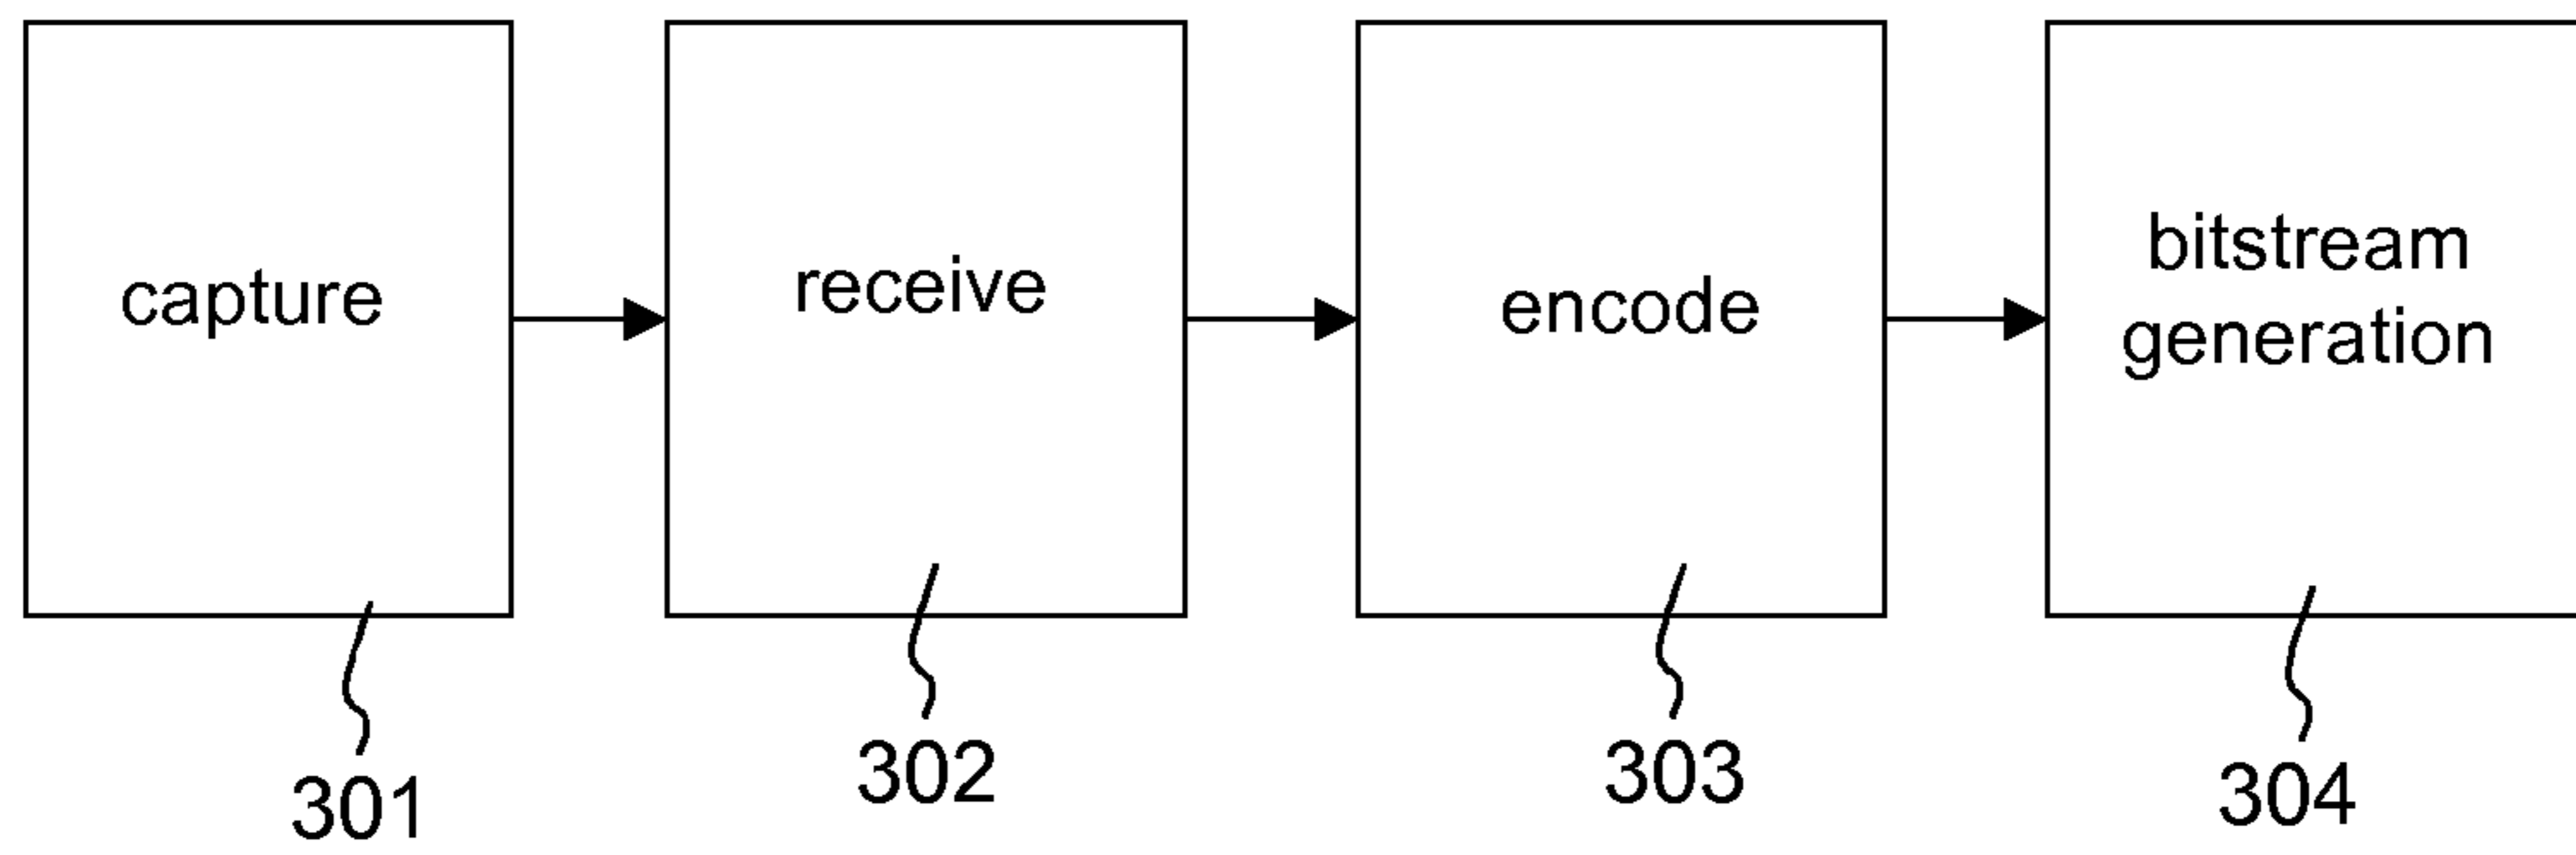 capture
receive
encode
bitstream
generation
301
302
303
304